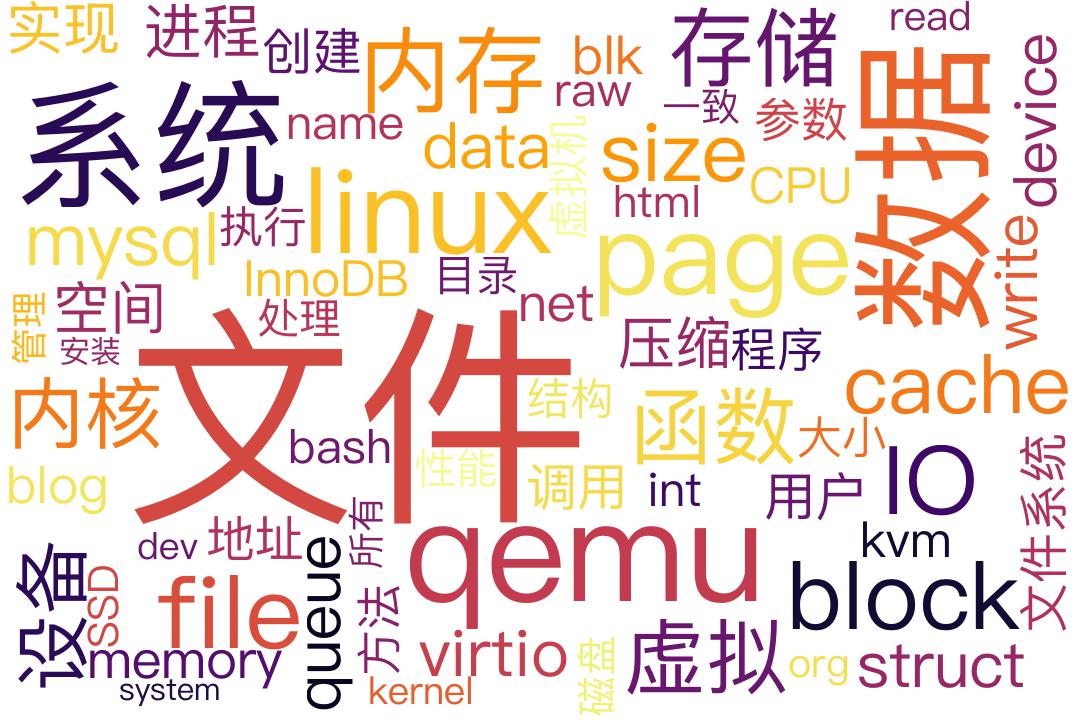 实现
进程
创建
内存
blk
存储
read
系统
name
data
raw
一致
参数
数据
device
虚拟机
size
html
CPU
mysql
执行
linux
InnoDB
目录
page
write
管理
空间
安装
处理
net
压缩
程序
文件
内核
结构
函数
cache
大小
blog
bash
性能
调用
int
用户
IO
文件系统
设备
SSD
dev
地址
所有
queue
qemu
kvm
block
file
memory
system
方法
virtio
kernel
磁盘
虚拟
org
struct